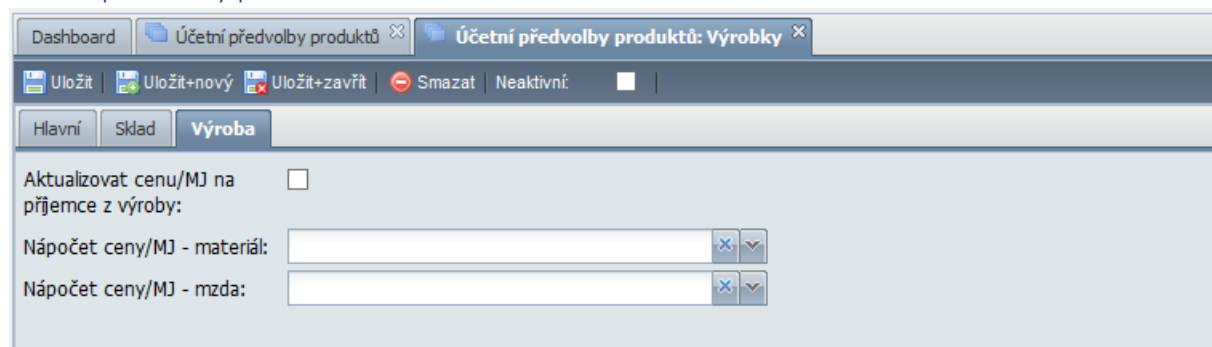 Dashboard Účetní předvolby produktů Účetní předvolby produktů: Výrobky
Uložit Uložit+nový Uložit+zavřít Smazat Neaktivní:
Hlavní Sklad Výroba
Aktualizovat cenu/MJ na
příjemce z výroby:
Nápočet ceny/MJ - materiál:
Nápočet ceny/MJ - mzda: